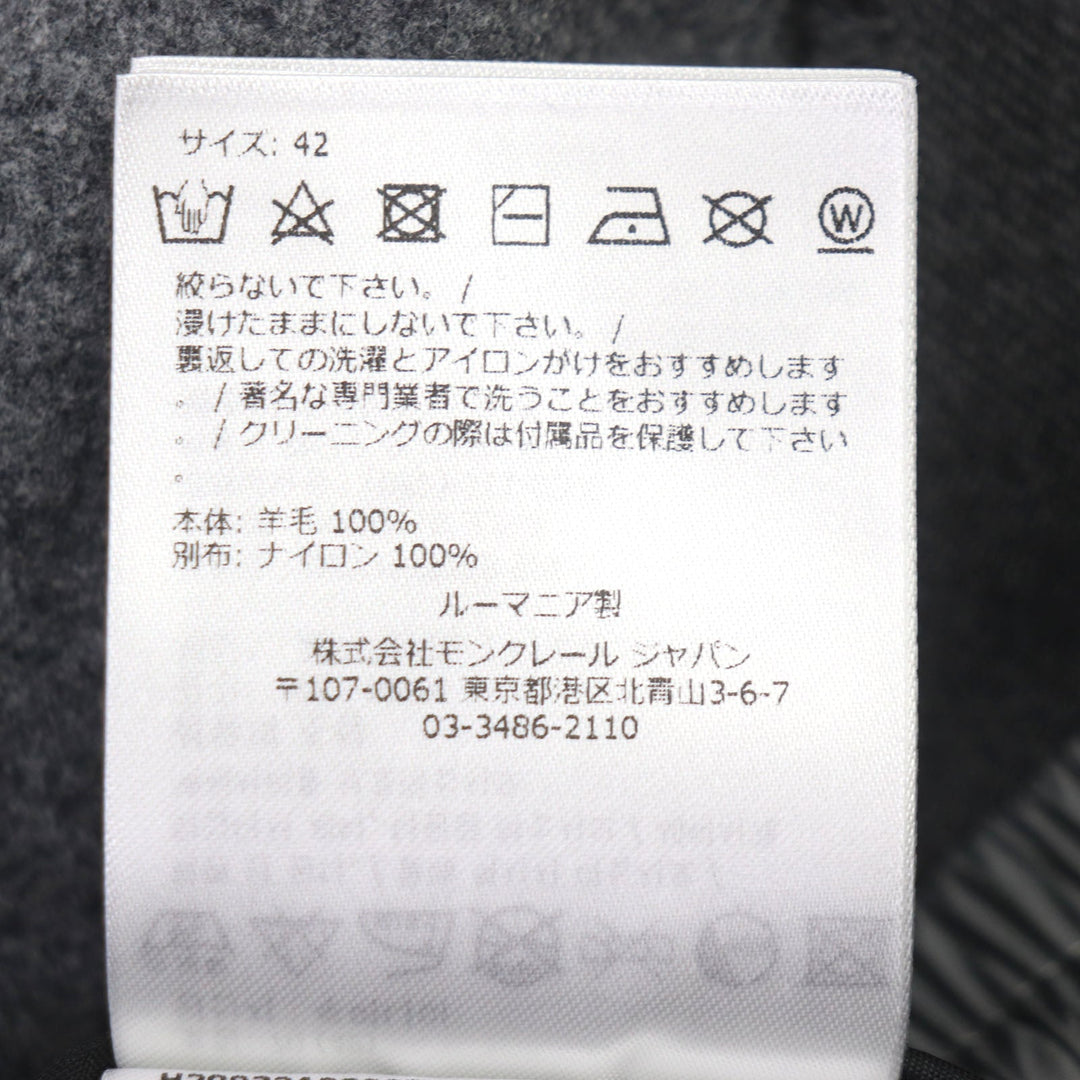 サイズ: 42
W
絞らないで下さい。 /
浸けたままにしないで下さい。 /
裏返しての洗濯とアイロンがけをおすすめします
。 / 著名な専門業者で洗うことをおすすめします
。 / クリーニングの際は付属品を保護して下さい
。
本体: 羊毛 100%
別布: ナイロン 100%
ルーマニア製
株式会社モンクレール ジャパン
〒107-0061 東京都港区北青山3-6-7
03-3486-2110